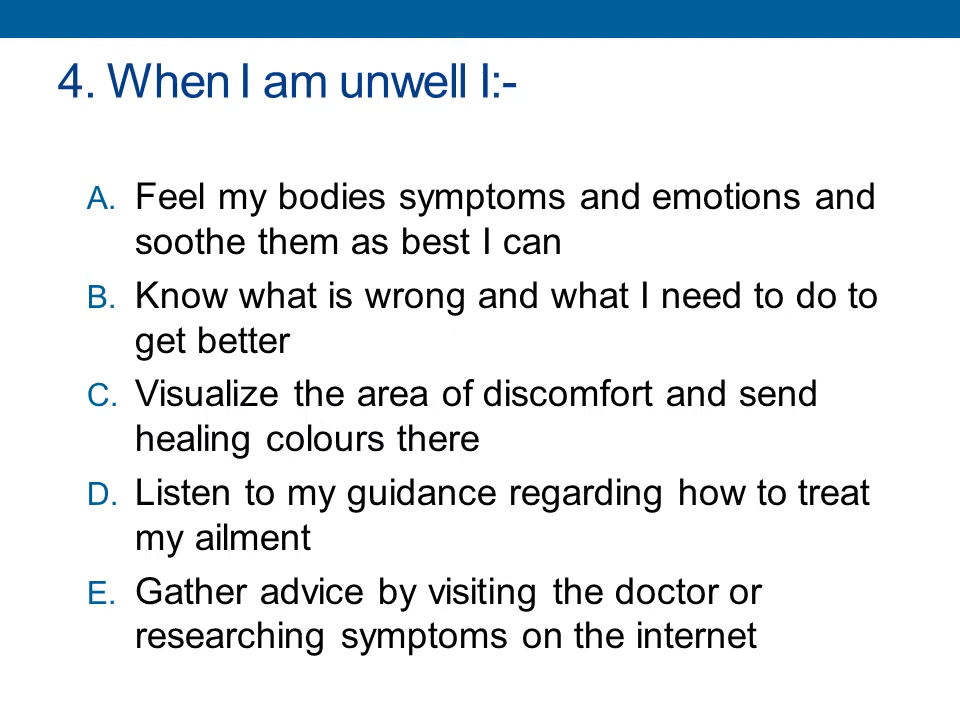 4. When I am unwell I:-
A. Feel my bodies symptoms and emotions and
soothe them as best I can
B. Know what is wrong and what I need to do to
get better
C. Visualize the area of discomfort and send
healing colours there
D. Listen to my guidance regarding how to treat
my ailment
E. Gather advice by visiting the doctor or
researching symptoms on the internet